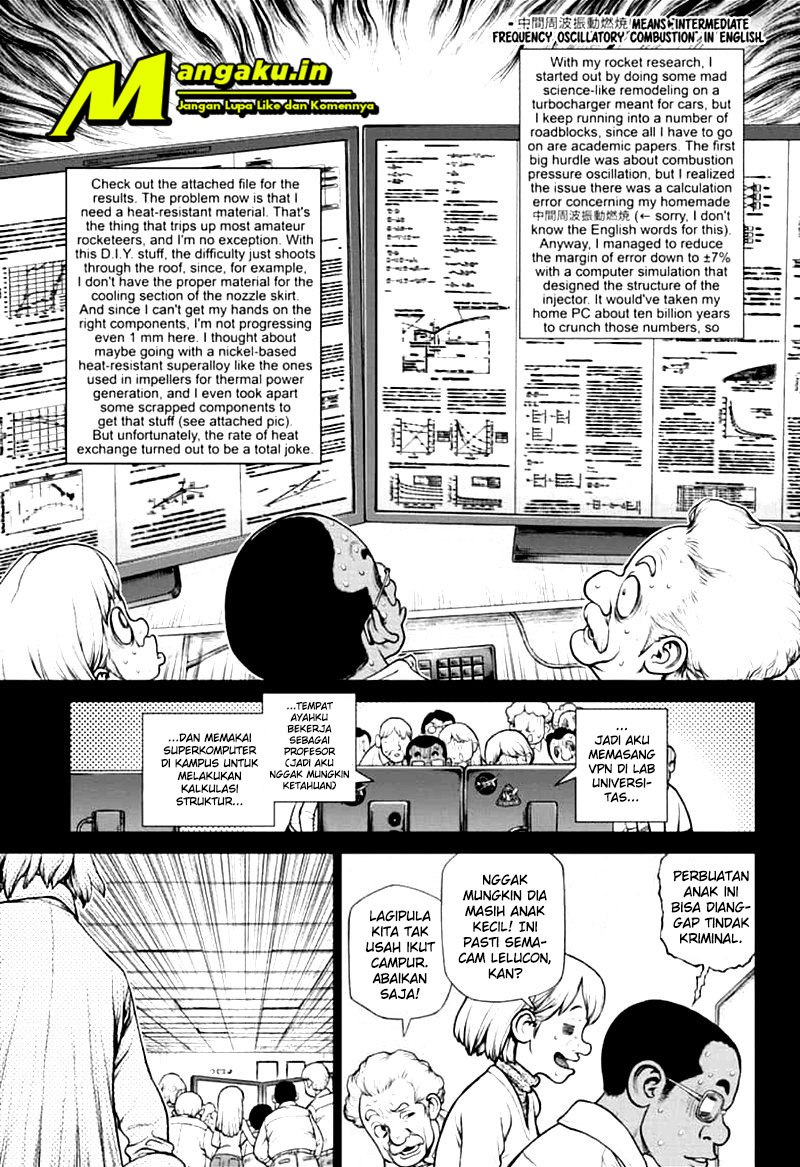 - 中間周波振動燃焼 MEANS "INTERMEDIATE
FREQUENCY OSCILLATORY COMBUSTION" IN ENGLISH.
Mangaku.in
Jangan Lupa Like dan Komennya
With my rocket research, I
started out by doing some mad
science-like remodeling on a
turbocharger meant for cars, but
I keep running into a number of
roadblocks, since all I have to go
on are academic papers. The first
big hurdle was about combustion
pressure oscillation, but I realized
the issue there was a calculation
error concerning my homemade
中間周波振動燃焼 (← sorry, I don't
know the English words for this).
Anyway, I managed to reduce
the margin of error down to ±7%
with a computer simulation that
designed the structure of the
injector. It would've taken my
home PC about ten billion years
to crunch those numbers, so
Check out the attached file for the
results. The problem now is that I
need a heat-resistant material. That's
the thing that trips up most amateur
rocketeers, and I'm no exception. With
this D.I.Y. stuff, the difficulty just shoots
through the roof, since, for example,
I don't have the proper material for the
cooling section of the nozzle skirt.
And since I can't get my hands on the
right components, I'm not progressing
even 1 mm here. I thought about
maybe going with a nickel-based
heat-resistant superalloy like the ones
used in impellers for thermal power
generation, and I even took apart
some scrapped components to
get that stuff (see attached pic).
But unfortunately, the rate of heat
exchange turned out to be a total joke.
...
JADI AKU
MEMASANG
VPN DI LAB
UNIVERSI-
TAS...
...TEMPAT
AYAHKU
BEKERJA
SEBAGAI
PROFESOR
(JADI AKU
NGGAK MUNGKIN
KETAHUAN)
...DAN MEMAKAI
SUPERKOMPUTER
DI KAMPUS UNTUK
MELAKUKAN
KALKULASI
STRUKTUR...
PERBUATAN
ANAK INI
BISA DIANG-
GAP TINDAK
KRIMINAL.
NGGAK
MUNGKIN DIA
MASIH ANAK
KECIL! INI
PASTI SEMA-
CAM LELUCON,
KAN?
LAGIPULA
KITA TAK
USAH IKUT
CAMPUR.
ABAIKAN
SAJA!